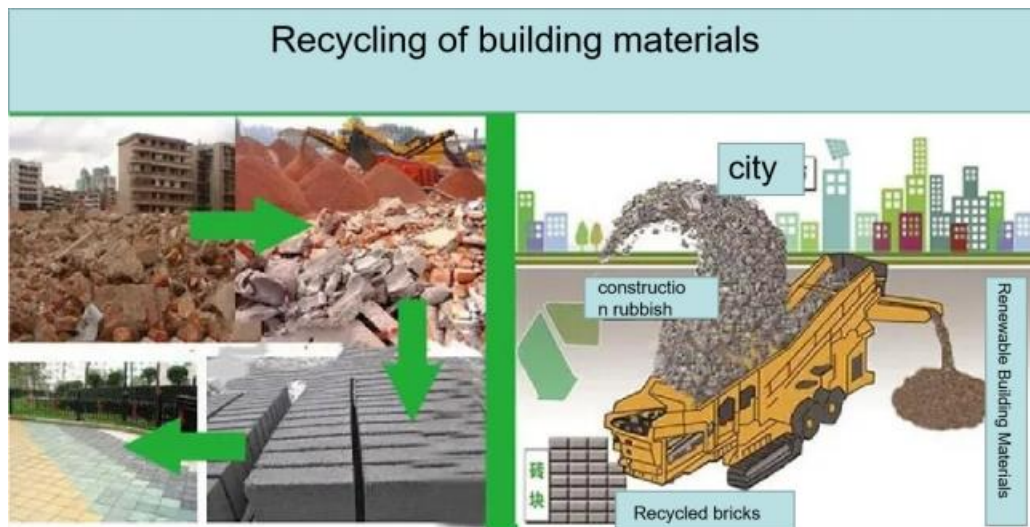 Recycling of building materials
city
constructio
n rubbish
Renewable Building Materials
砖
块
Recycled bricks